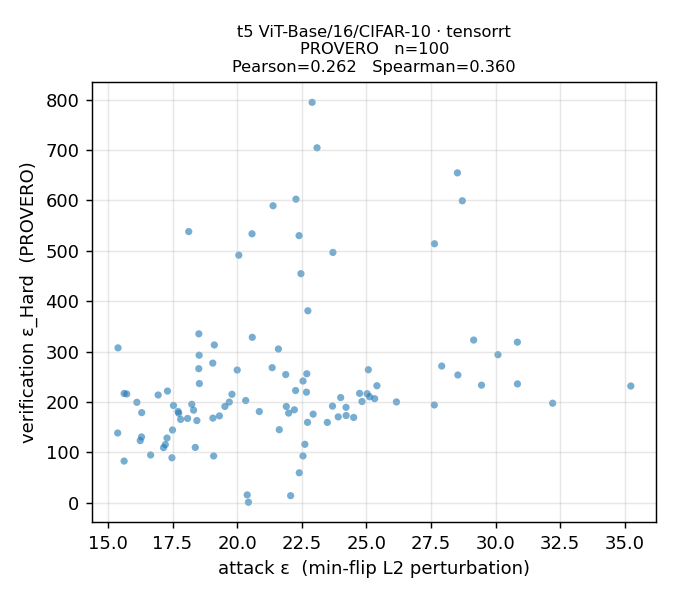 t5 ViT-Base/16/CIFAR-10 · tensorrt
PROVERO   n=100
Pearson=0.262   Spearman=0.360
800
700
600
500
400
300
200
100
0
verification ε_Hard  (PROVERO)
15.0 17.5 20.0 22.5 25.0 27.5 30.0 32.5 35.0
attack ε  (min-flip L2 perturbation)